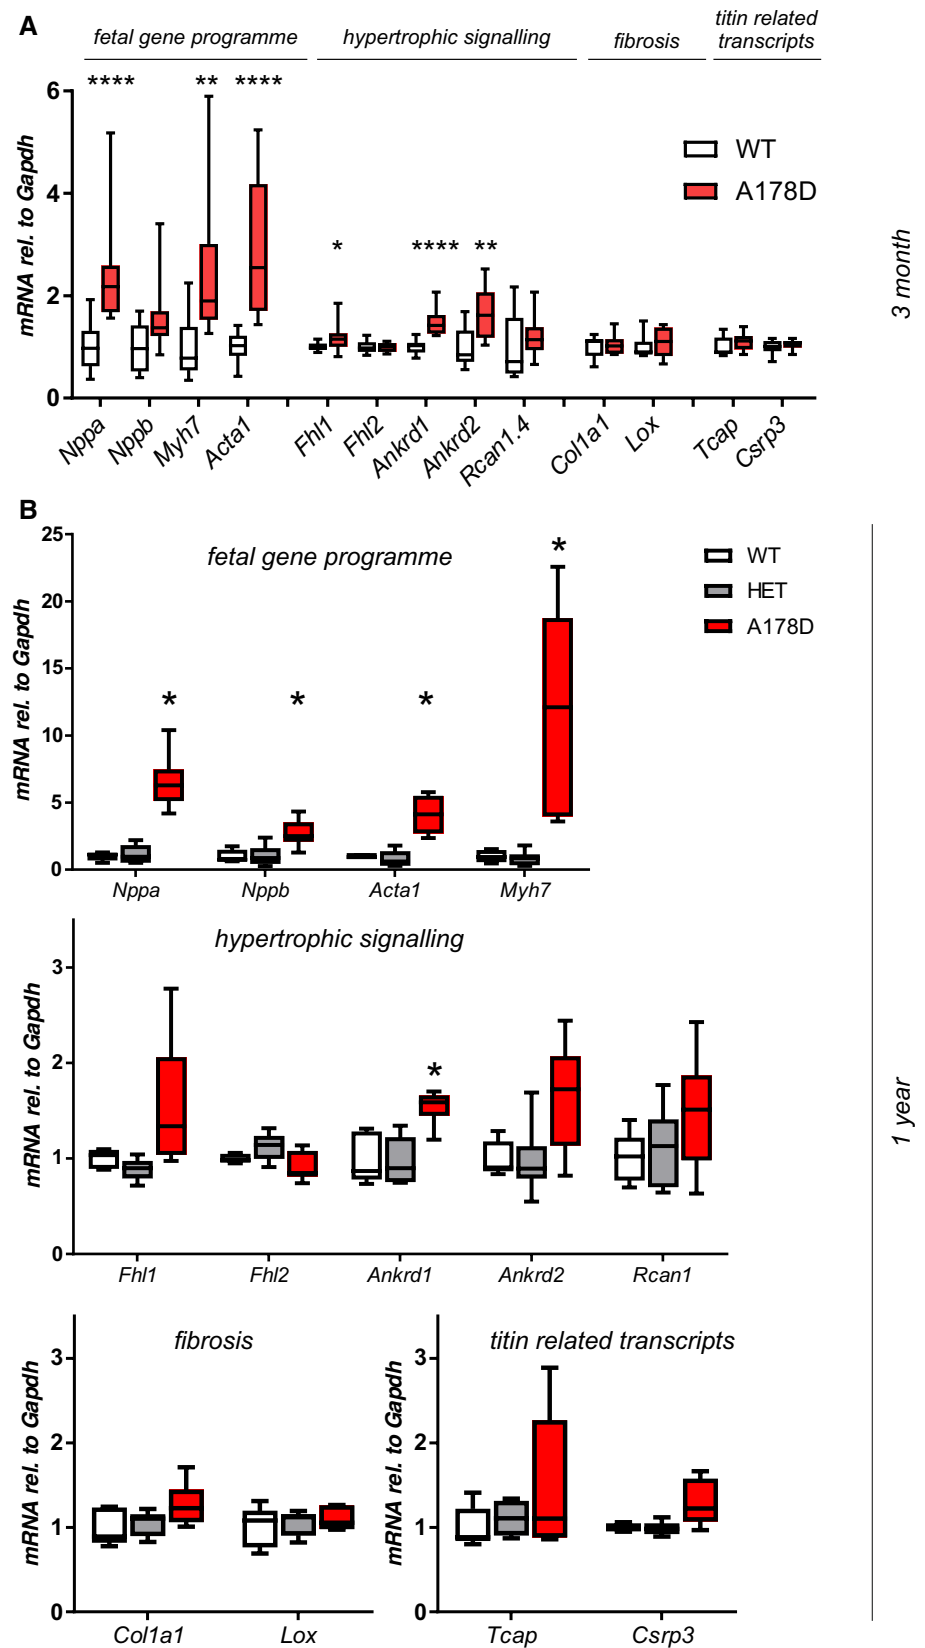 A
fetal gene programme
hypertrophic signalling
fibrosis
titin related
transcripts
**** ** ****
* **** **
mRNA rel. to Gapdh
6
4
2
0
WT
A178D
3 month
Nppa Nppb Myh7 Acta1 Fhl1 Fhl2 Ankrd1 Ankrd2 Rcan1.4 Col1a1 Lox Tcap Csrp3
B
fetal gene programme
mRNA rel. to Gapdh
25
20
15
10
5
0
* * * *
WT
HET
A178D
Nppa Nppb Acta1 Myh7
hypertrophic signalling
mRNA rel. to Gapdh
3
2
1
0
*
Fhl1 Fhl2 Ankrd1 Ankrd2 Rcan1
1 year
fibrosis
mRNA rel. to Gapdh
3
2
1
0
Col1a1 Lox
titin related transcripts
mRNA rel. to Gapdh
3
2
1
0
Tcap Csrp3